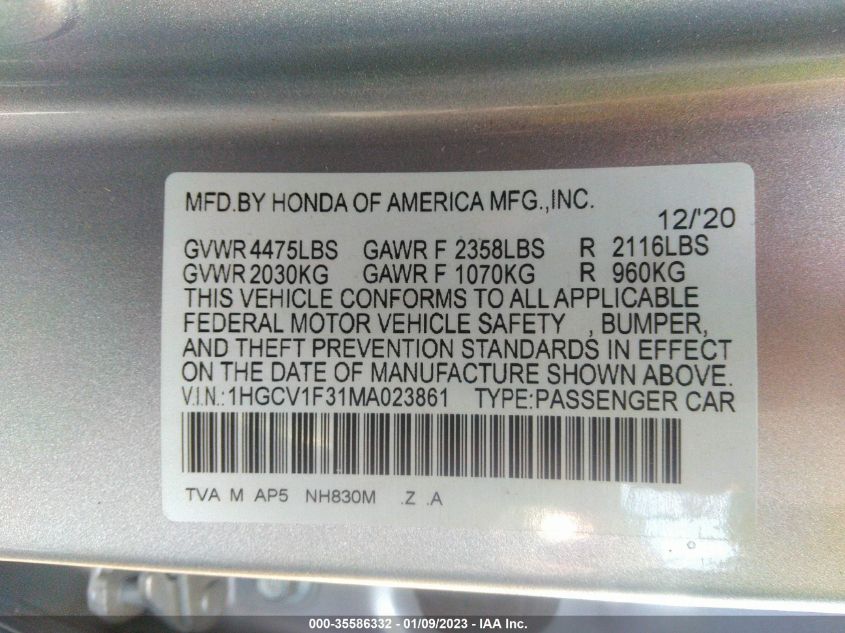 MFD.BY HONDA OF AMERICA MFG.,INC.
12/'20
GVWR 4475LBS GAWR F 2358LBS R 2116LBS
GVWR 2030KG GAWR F 1070KG R 960KG
THIS VEHICLE CONFORMS TO ALL APPLICABLE
FEDERAL MOTOR VEHICLE SAFETY , BUMPER,
AND THEFT PREVENTION STANDARDS IN EFFECT
ON THE DATE OF MANUFACTURE SHOWN ABOVE.
V.I.N.:1HGCV1F31MA023861 TYPE:PASSENGER CAR
TVA M AP5 NH830M .Z .A
000-35586332 — 01/09/2023 — IAA Inc.